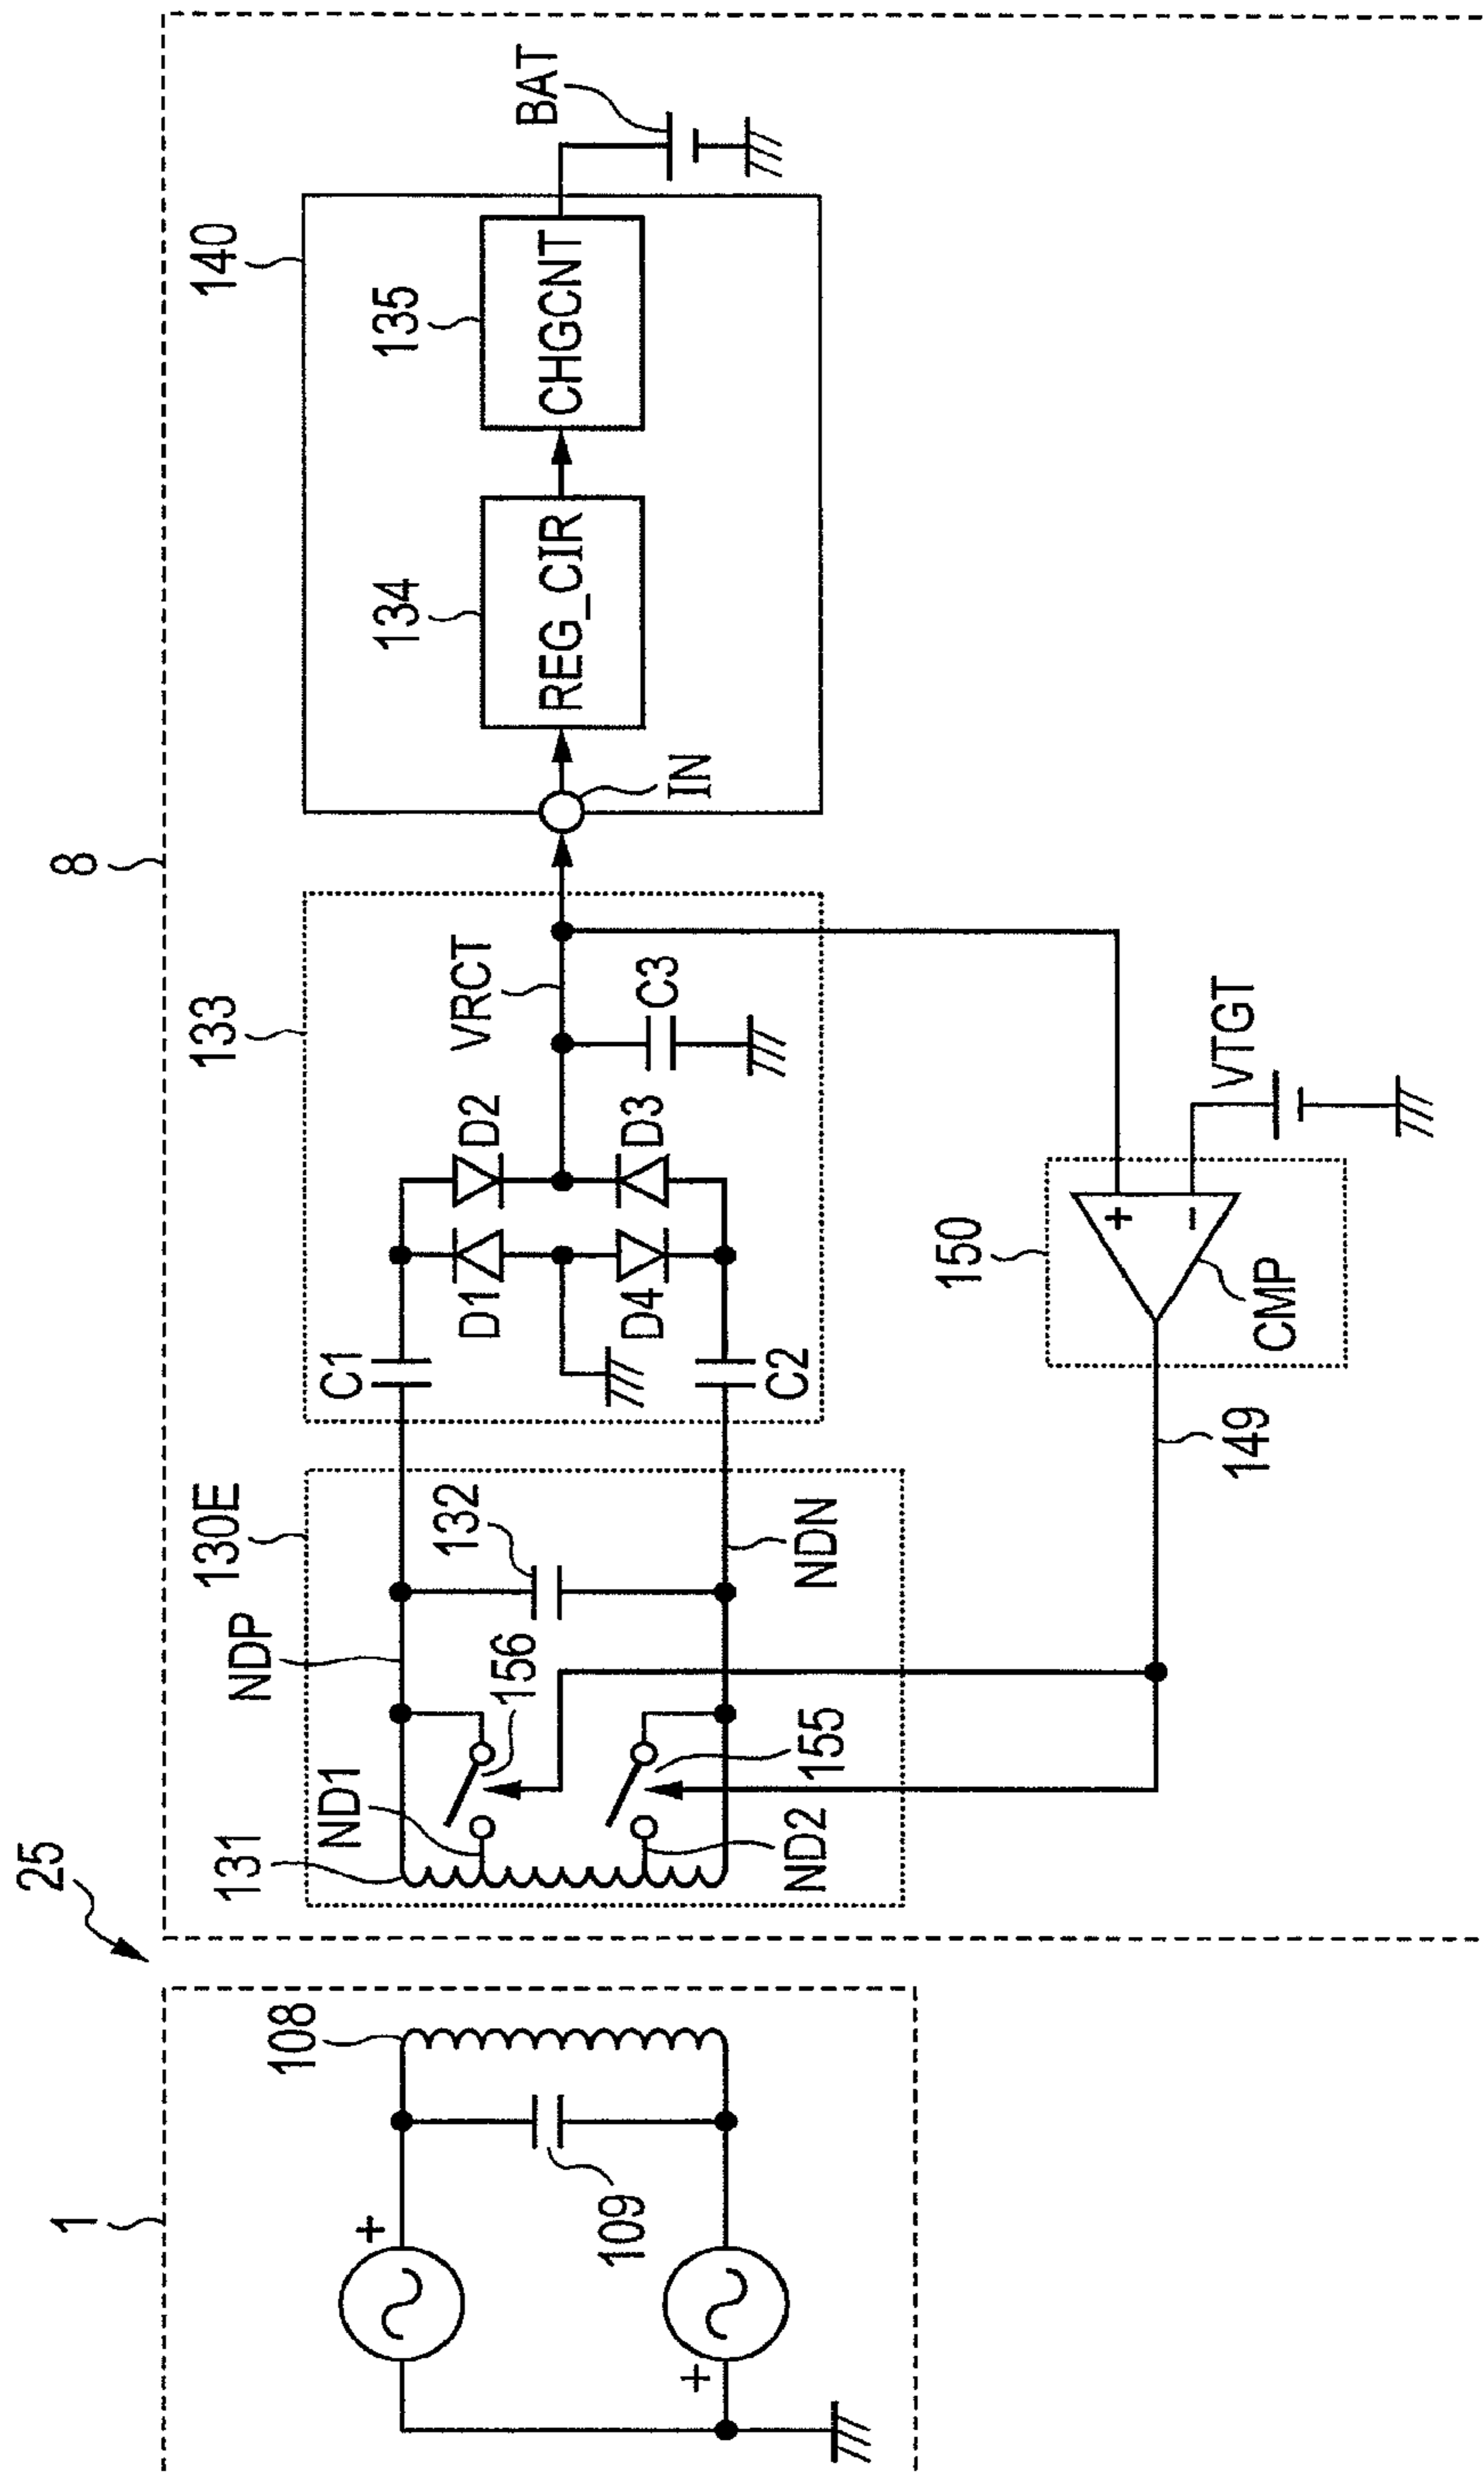 25
1
8
108
109
+
+
130E
131
ND1
NDP
156
132
155
ND2
NDN
133
C1
C2
D1
D2
D4
D3
VRCT
C3
140
IN
134
REG_CIR
135
CHGCNT
BAT
150
+
−
CMP
VTGT
149